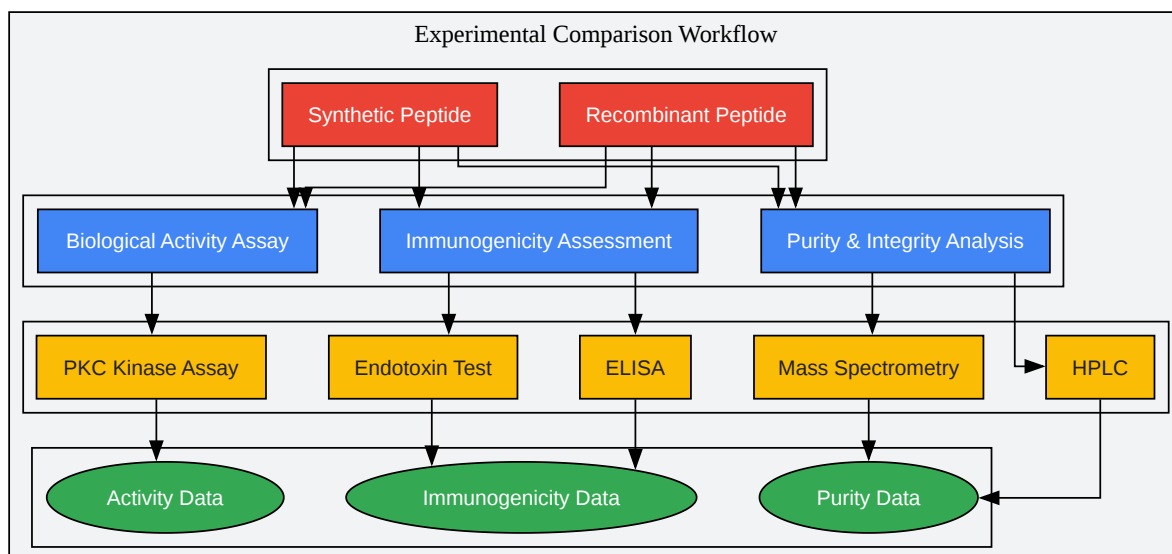 Experimental Comparison Workflow
Synthetic Peptide
Recombinant Peptide
Biological Activity Assay
Immunogenicity Assessment
Purity & Integrity Analysis
PKC Kinase Assay
Endotoxin Test
ELISA
Mass Spectrometry
HPLC
Activity Data
Immunogenicity Data
Purity Data